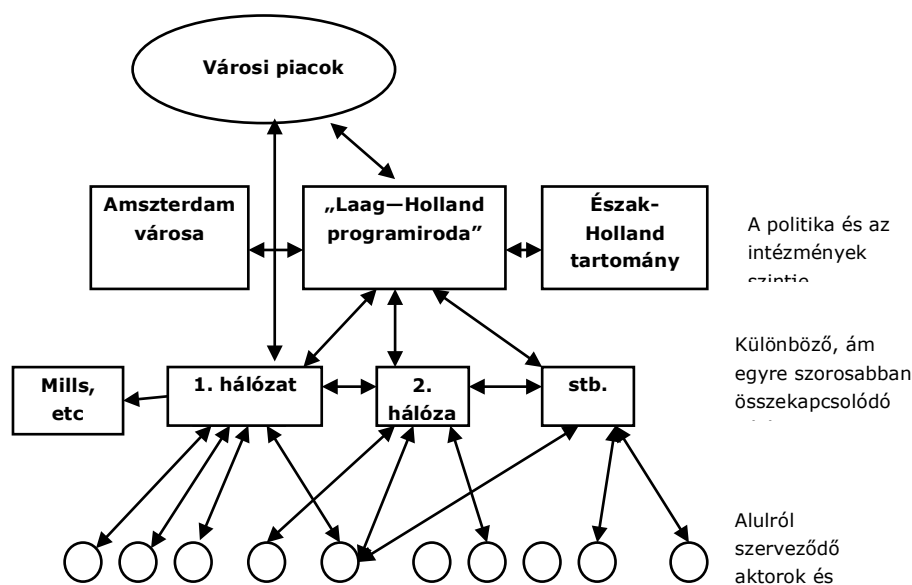 Városi piacok
Amszterdam
városa
„Laag—Holland
programiroda”
Észak-
Holland
tartomány
A politika és az
intézmények
szintje
Különböző, ám
egyre szorosabban
összekapcsolódó
Mills,
etc
1. hálózat
2.
hálóza
stb.
Alulról
szerveződő
aktorok és